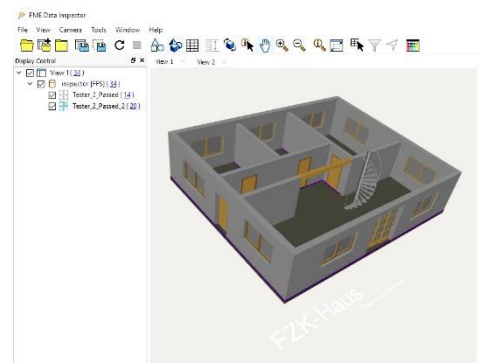 FME Data Inspector
File View Camera Tools Window Help
Display Control
View 1
View 2
View 1 (34)
inspector [FFS] (34)
Tester_2_Passed (14)
Tester_2_Passed_2 (20)
FZK-Haus